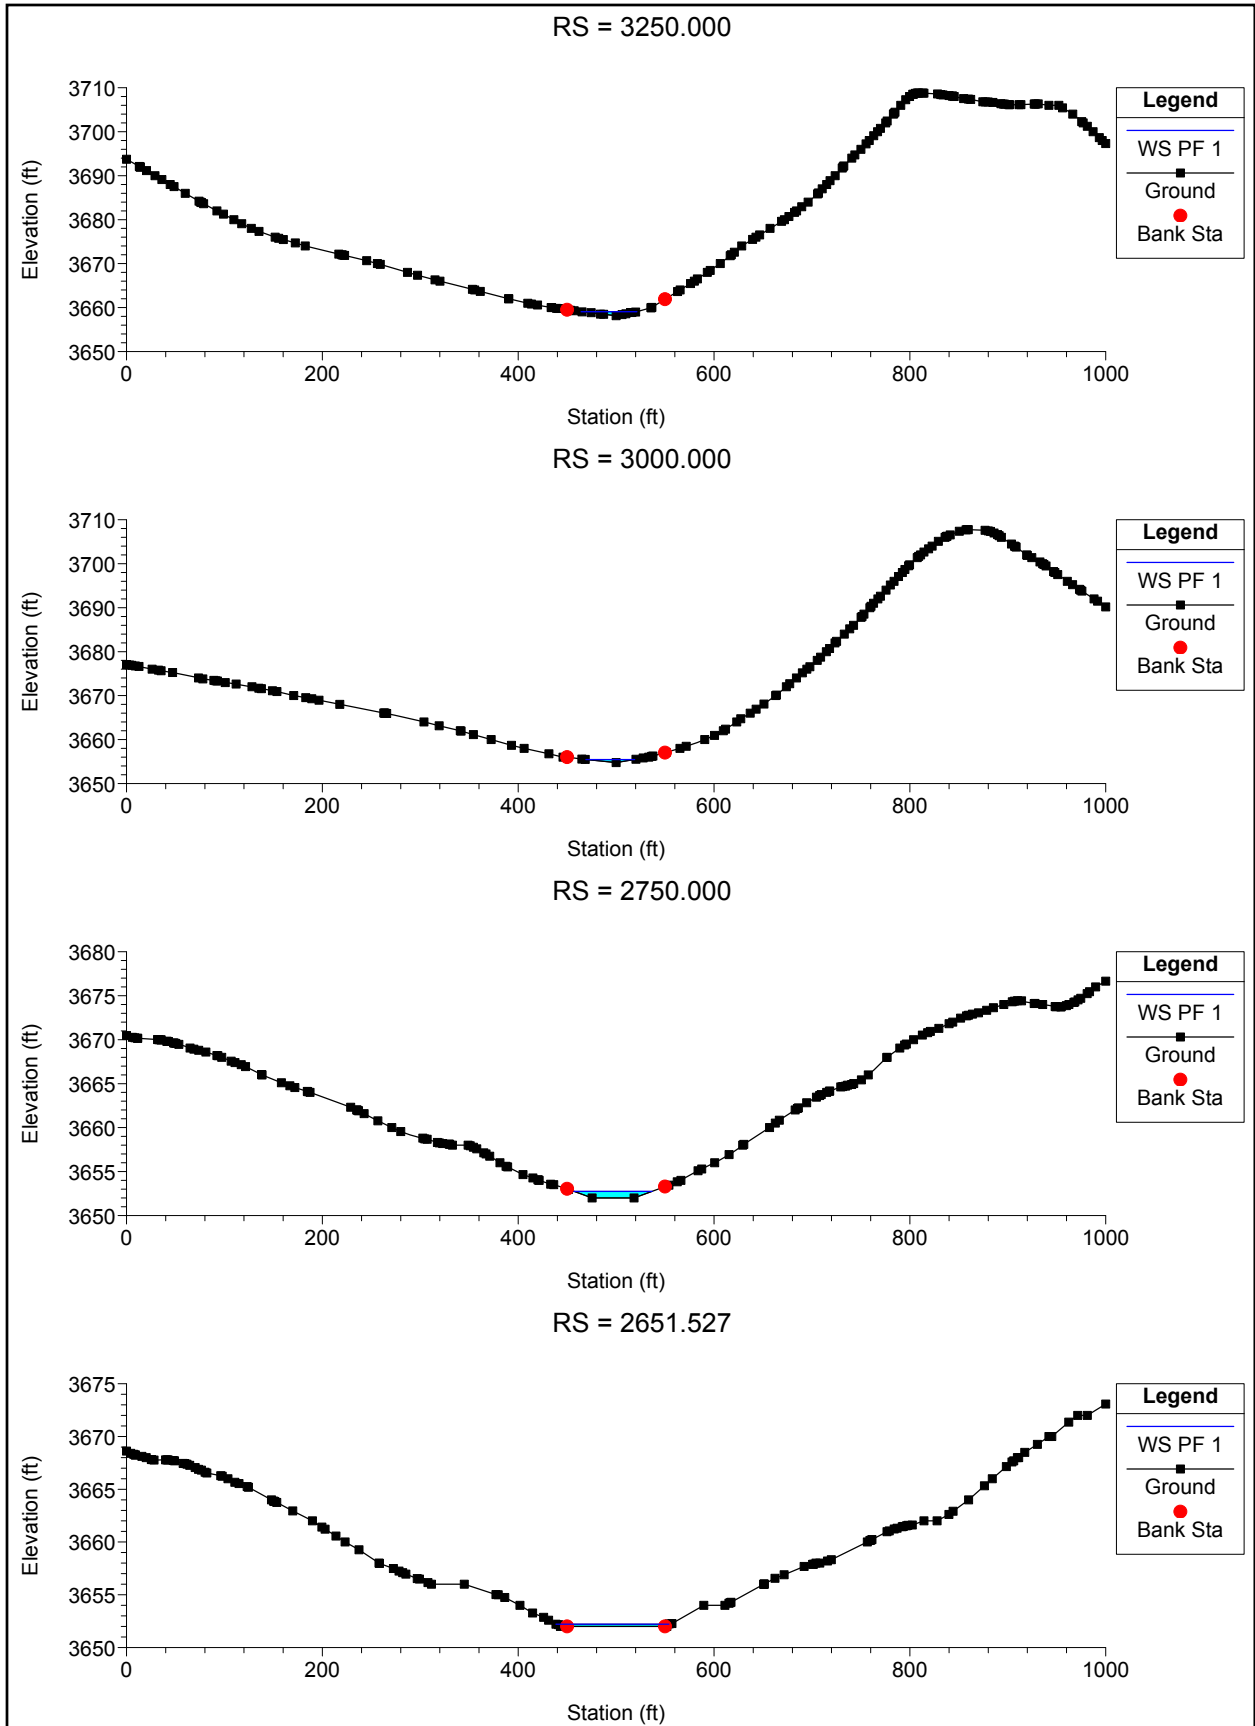 RS = 3250.000
3710
3700
3690
3680
3670
3660
3650
Elevation (ft)
0 200 400 600 800 1000
Station (ft)
Legend
WS PF 1
Ground
Bank Sta
RS = 3000.000
3710
3700
3690
3680
3670
3660
3650
Elevation (ft)
0 200 400 600 800 1000
Station (ft)
Legend
WS PF 1
Ground
Bank Sta
RS = 2750.000
3680
3675
3670
3665
3660
3655
3650
Elevation (ft)
0 200 400 600 800 1000
Station (ft)
Legend
WS PF 1
Ground
Bank Sta
RS = 2651.527
3675
3670
3665
3660
3655
3650
Elevation (ft)
0 200 400 600 800 1000
Station (ft)
Legend
WS PF 1
Ground
Bank Sta